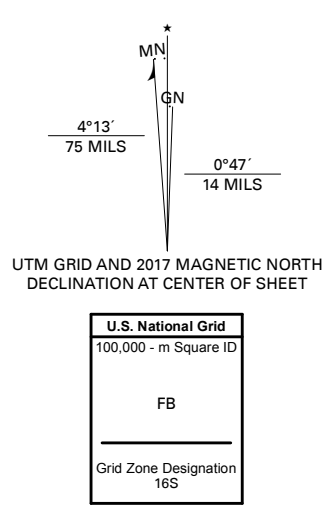 ★
MN
GN
4°13´
75 MILS
0°47´
14 MILS
UTM GRID AND 2017 MAGNETIC NORTH
DECLINATION AT CENTER OF SHEET
U.S. National Grid
100,000 - m Square ID
FB
Grid Zone Designation
16S